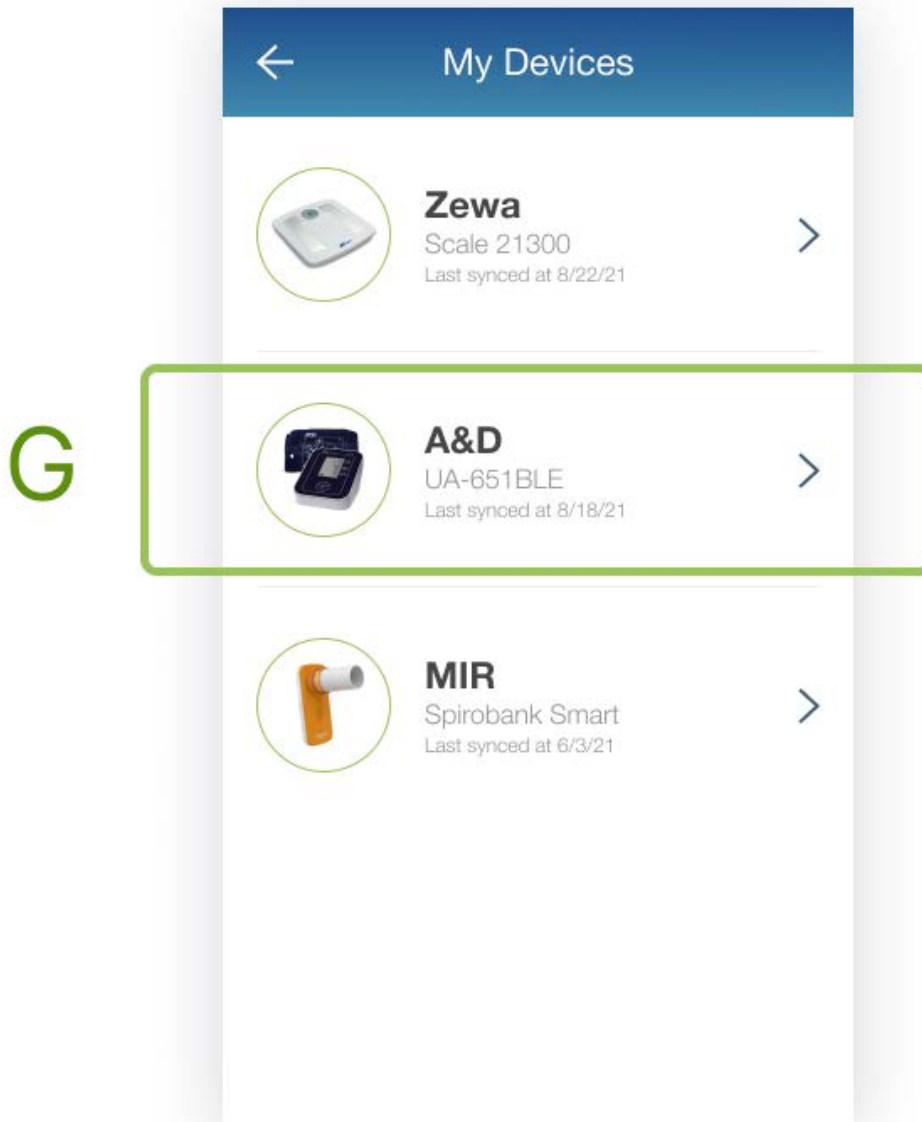 My Devices
Zewa
Scale 21300
Last synced at 8/22/21
G
A&D
UA-651BLE
Last synced at 8/18/21
MIR
Spirobank Smart
Last synced at 6/3/21